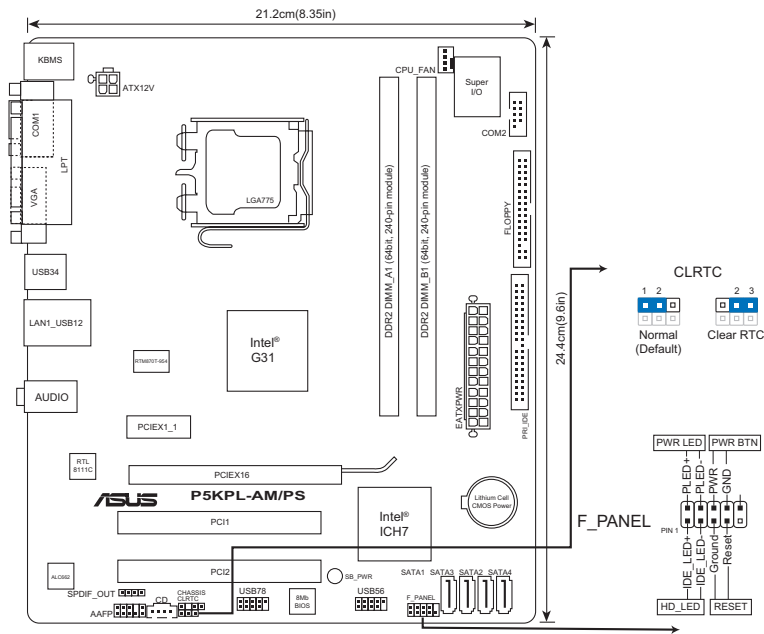 21.2cm(8.35in)
KBMS
ATX12V
CPU_FAN
Super
I/O
COM2
COM1
LPT
VGA
LGA775
DDR2 DIMM_A1 (64bit, 240-pin module)
DDR2 DIMM_B1 (64bit, 240-pin module)
FLOPPY
24.4cm(9.6in)
USB34
LAN1_USB12
Intel®
G31
RTM870T-954
AUDIO
PCIEX1_1
EATXPWR
PRI_IDE
RTL
8111C
PCIEX16
ASUS
P5KPL-AM/PS
PCI1
Intel®
ICH7
Lithium Cell
CMOS Power
ALC662
PCI2
SB_PWR
SATA1
SATA3
SATA2
SATA4
SPDIF_OUT
AAFP
CD
CHASSIS
CLRTC
USB78
8Mb
BIOS
USB56
F_PANEL
CLRTC
1 2
2 3
Normal
(Default)
Clear RTC
F_PANEL
PWR LED
PWR BTN
PLED+
PLED-
PWR
GND
PIN 1
IDE_LED+
IDE_LED-
Ground
Reset
HD_LED
RESET